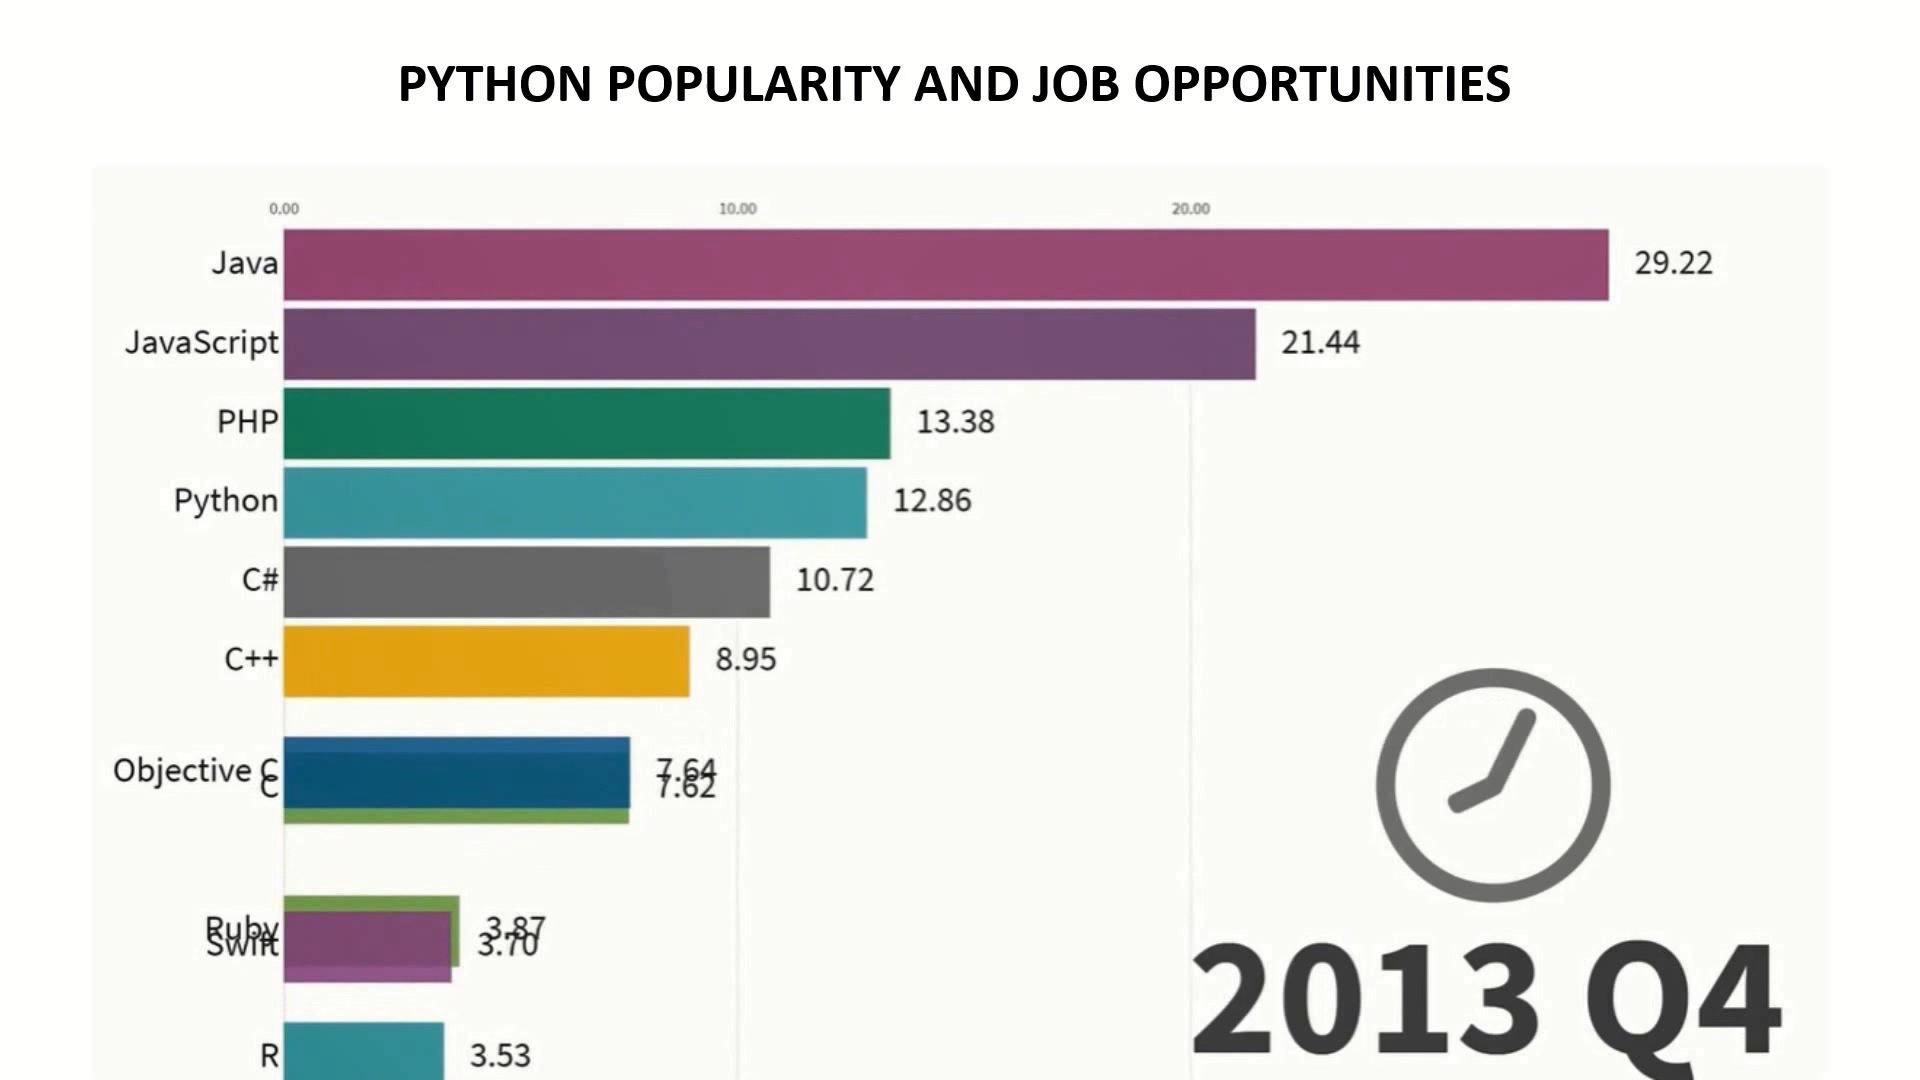 PYTHON POPULARITY AND JOB OPPORTUNITIES
0.00 10.00 20.00
Java 29.22
JavaScript 21.44
PHP 13.38
Python 12.86
C# 10.72
C++ 8.95
Objective C 7.64
C 7.62
Ruby 3.87
Swift 3.70
R 3.53
2013 Q4